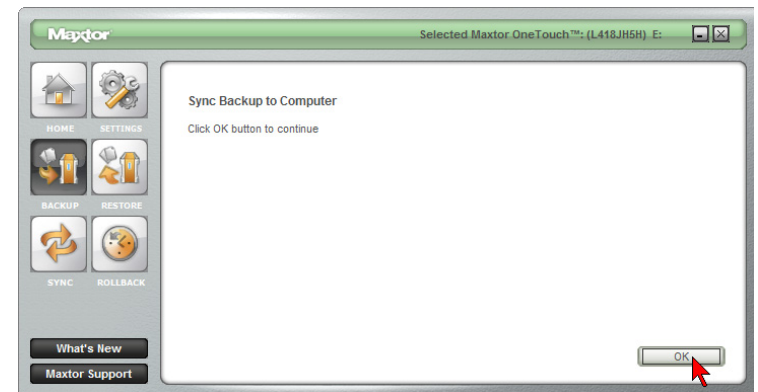 Maxtor
Selected Maxtor OneTouch™: (L418JH5H) E:
HOME SETTINGS
BACKUP RESTORE
SYNC ROLLBACK
What's New
Maxtor Support
Sync Backup to Computer
Click OK button to continue
OK